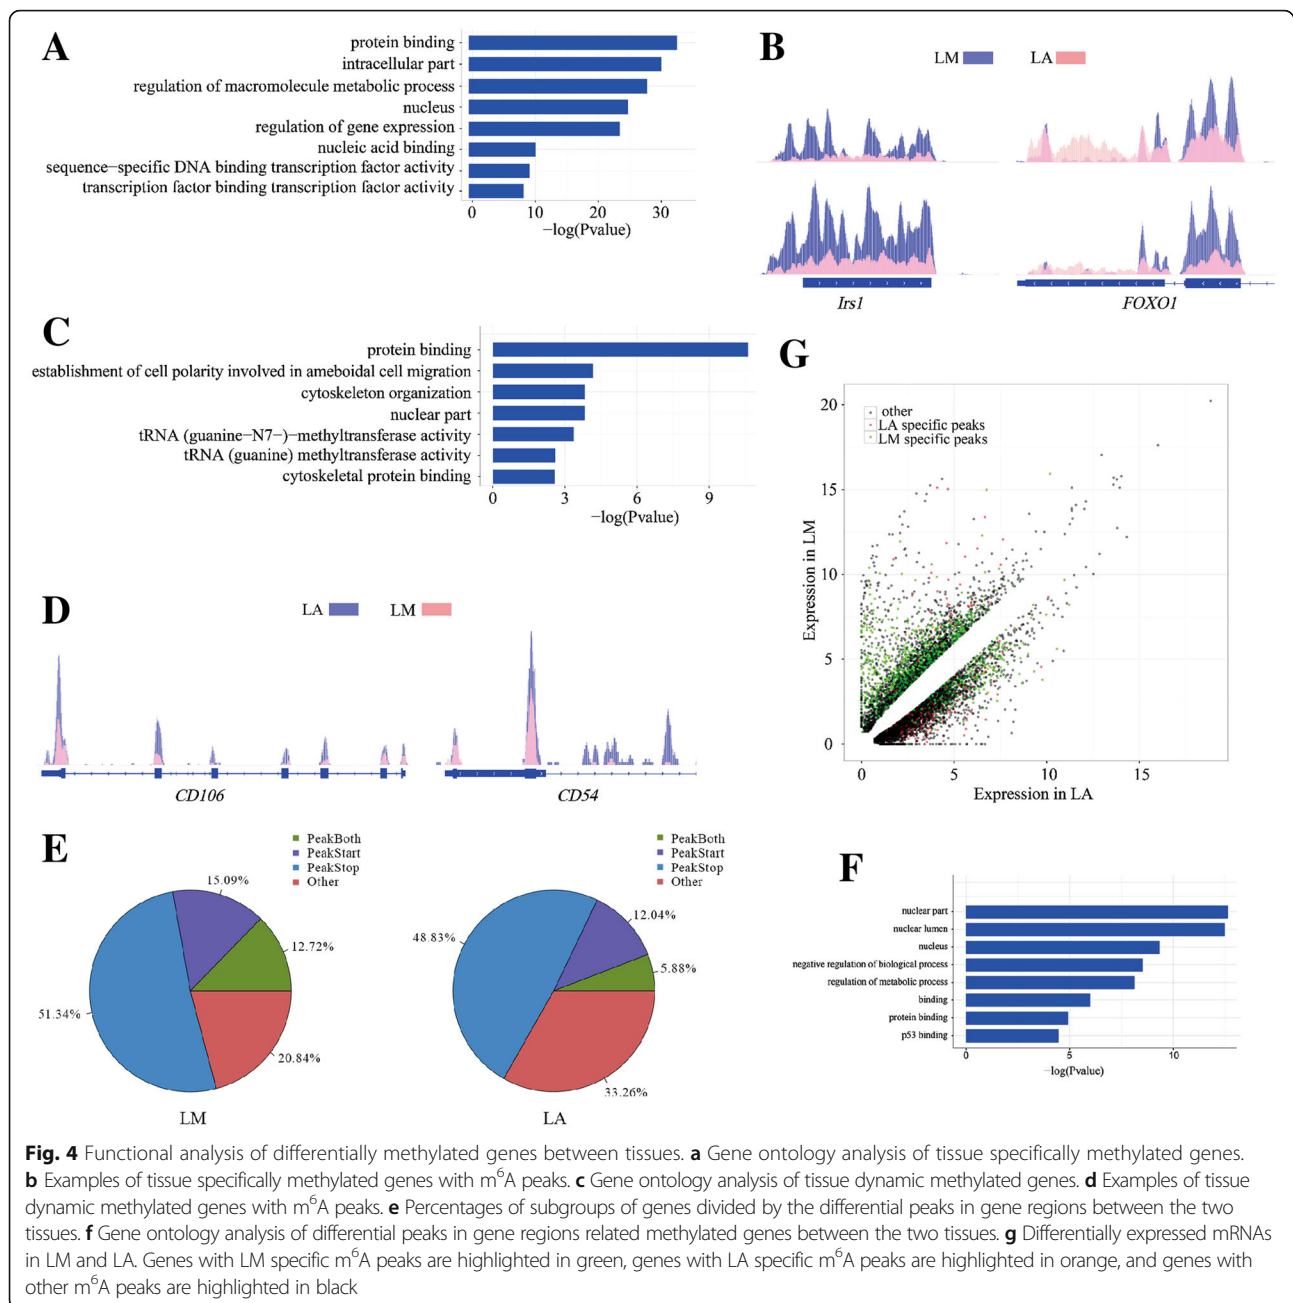 A
protein binding
intracellular part
regulation of macromolecule metabolic process
nucleus
regulation of gene expression
nucleic acid binding
sequence−specific DNA binding transcription factor activity
transcription factor binding transcription factor activity
0 10 20 30
−log(Pvalue)
B
LM LA
Irs1 FOXO1
C
protein binding
establishment of cell polarity involved in ameboidal cell migration
cytoskeleton organization
nuclear part
tRNA (guanine−N7−)−methyltransferase activity
tRNA (guanine) methyltransferase activity
cytoskeletal protein binding
0 3 6 9
−log(Pvalue)
G
20
15
10
5
0
Expression in LM
other
LA specific peaks
LM specific peaks
0 5 10 15
Expression in LA
D
LA LM
CD106 CD54
E
PeakBoth
PeakStart
PeakStop
Other
15.09%
12.72%
51.34%
20.84%
LM
PeakBoth
PeakStart
PeakStop
Other
12.04%
48.83%
5.88%
33.26%
LA
F
nuclear part
nuclear lumen
nucleus
negative regulation of biological process
regulation of metabolic process
binding
protein binding
p53 binding
0 5 10
−log(Pvalue)
Fig. 4 Functional analysis of differentially methylated genes between tissues. a Gene ontology analysis of tissue specifically methylated genes.
b Examples of tissue specifically methylated genes with m⁶A peaks. c Gene ontology analysis of tissue dynamic methylated genes. d Examples of tissue
dynamic methylated genes with m⁶A peaks. e Percentages of subgroups of genes divided by the differential peaks in gene regions between the two
tissues. f Gene ontology analysis of differential peaks in gene regions related methylated genes between the two tissues. g Differentially expressed mRNAs
in LM and LA. Genes with LM specific m⁶A peaks are highlighted in green, genes with LA specific m⁶A peaks are highlighted in orange, and genes with
other m⁶A peaks are highlighted in black